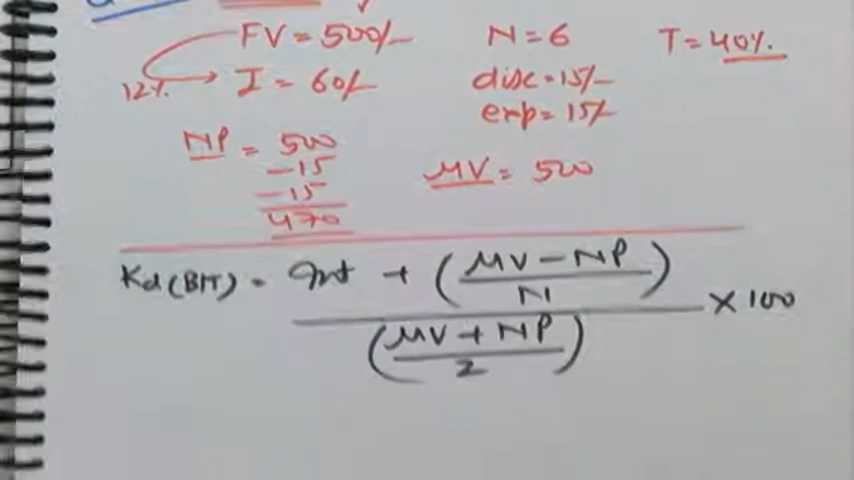 FV = 500/- N = 6 T = 40%.
12%. I = 60/- disc = 15/-
exp = 15/-
NP = 500
-15 MV = 500
-15
470
Kd (BIT) = Int + (MV - NP / N) / (MV + NP / 2) × 100